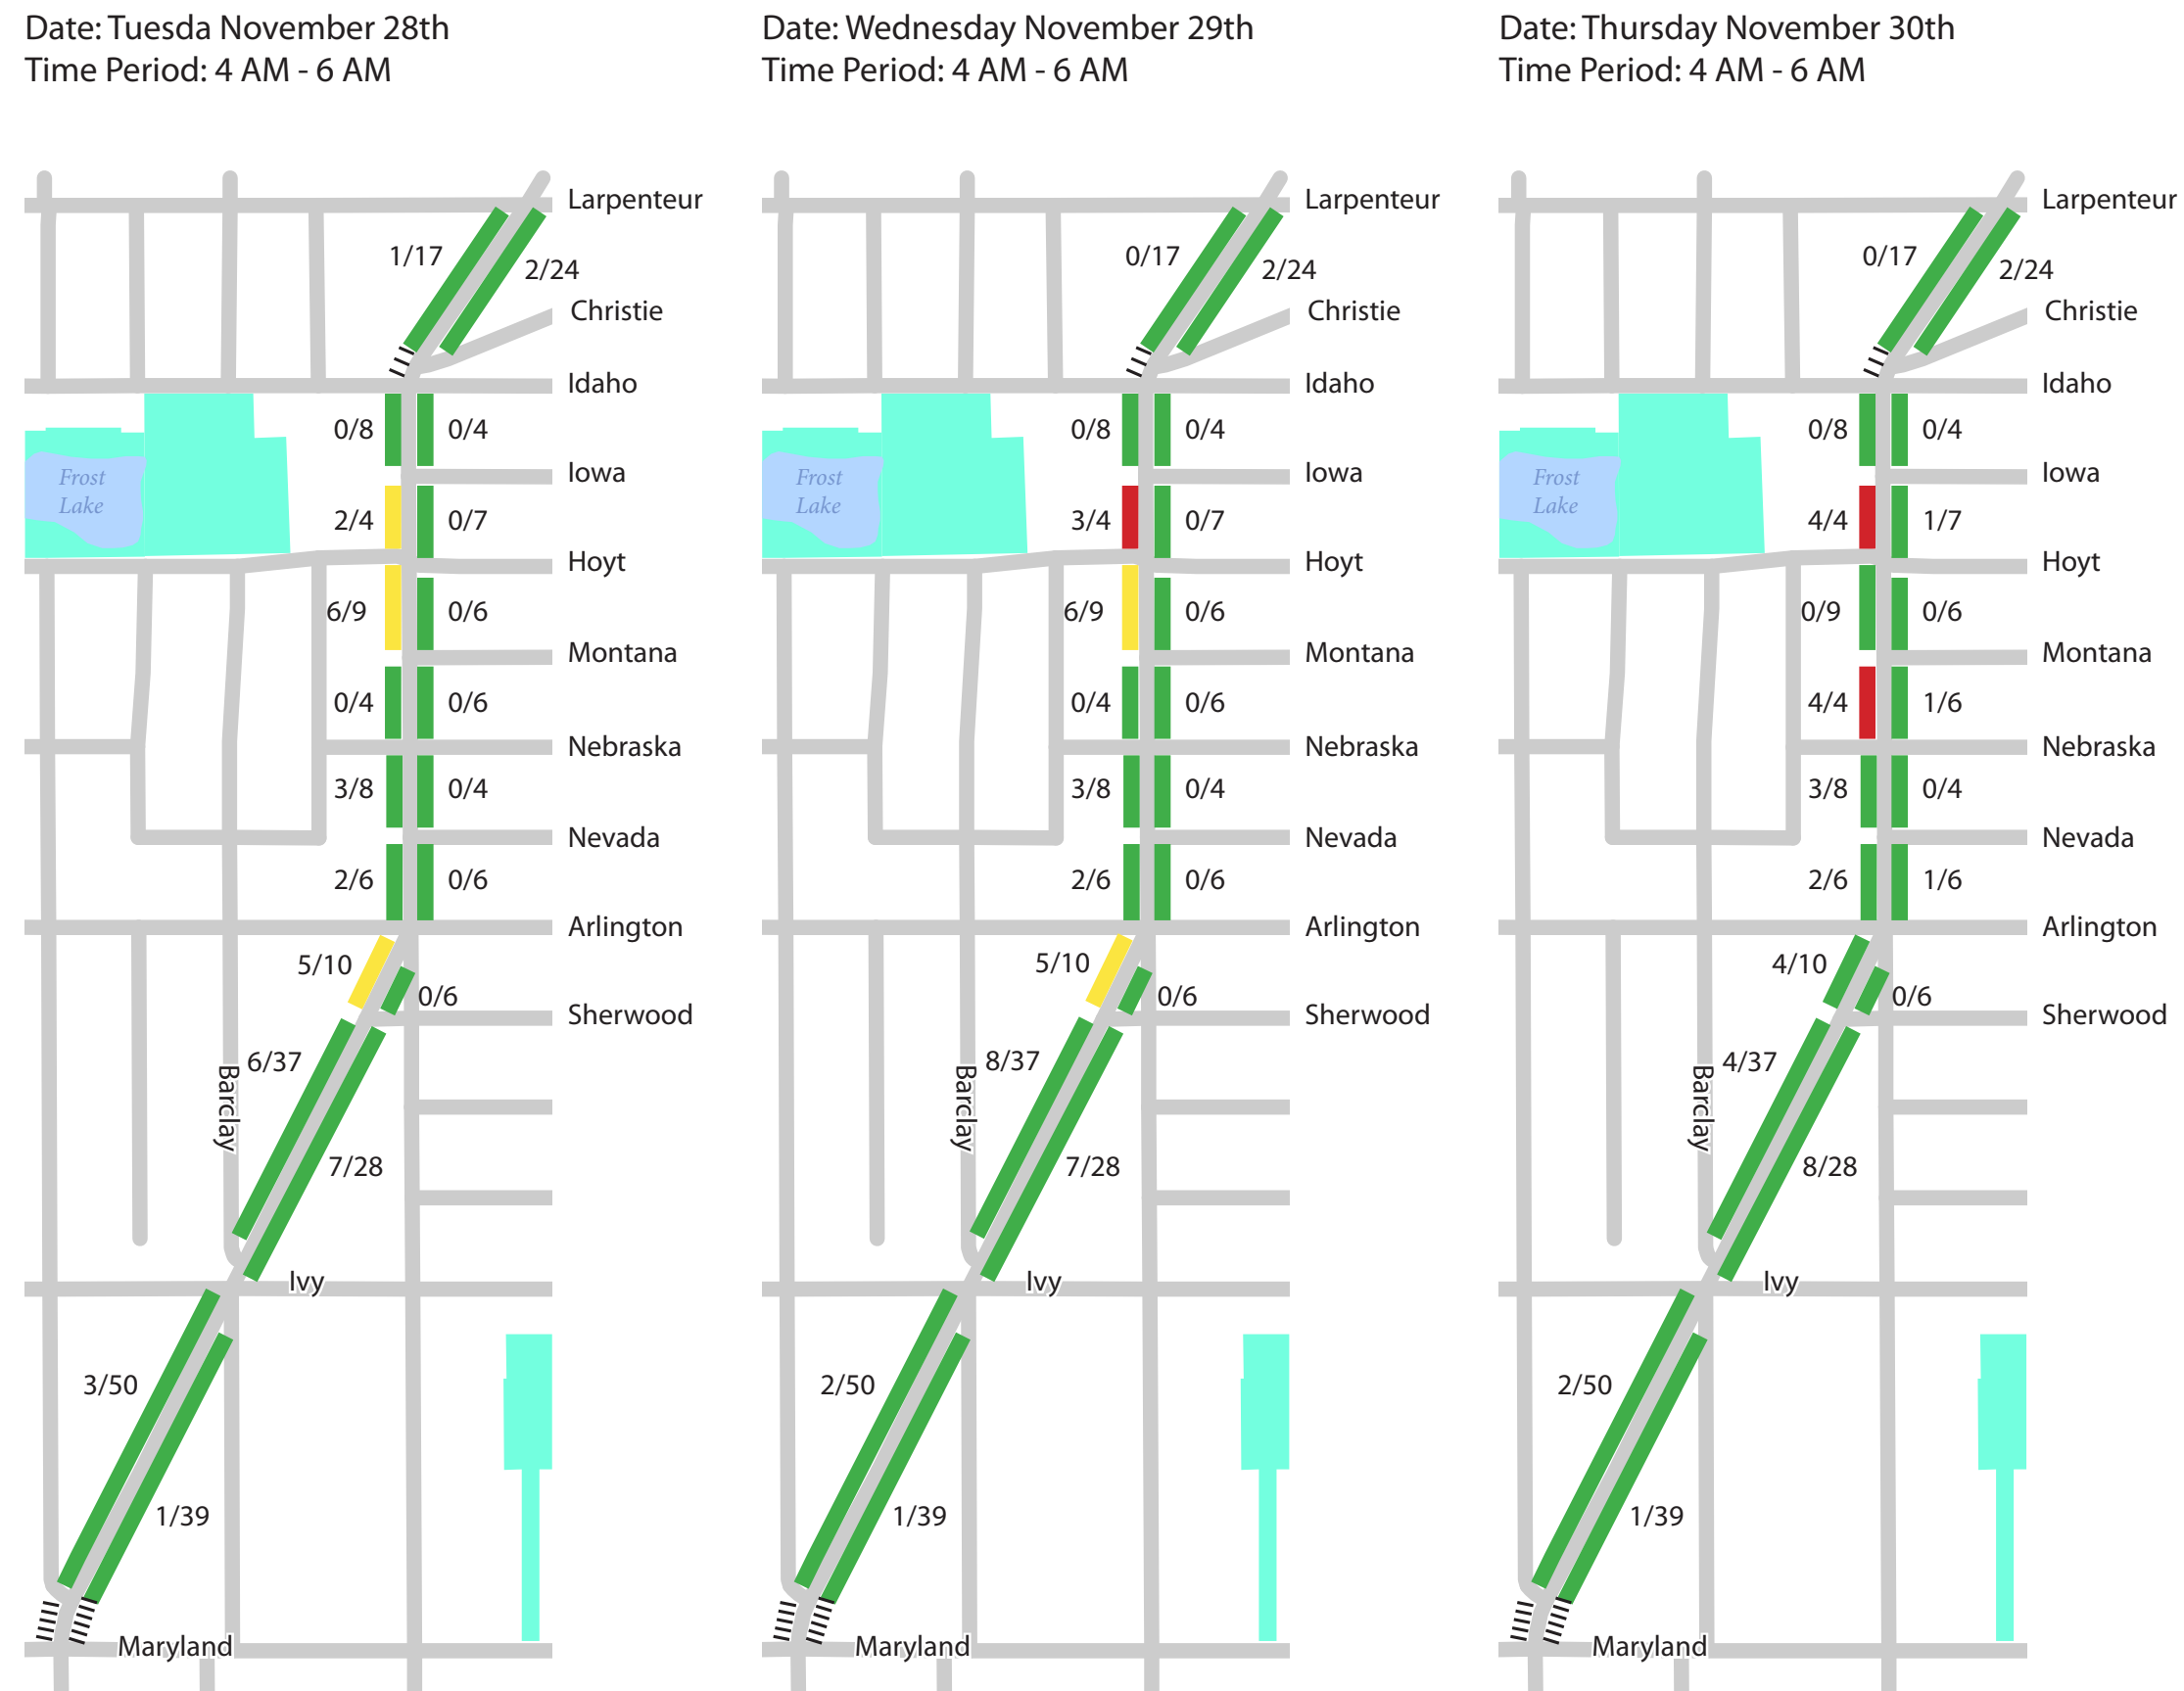 Date: Tuesda November 28th
Time Period: 4 AM - 6 AM
Larpenteur
1/17
2/24
Christie
Idaho
0/8
0/4
Iowa
Frost
Lake
2/4
0/7
Hoyt
6/9
0/6
Montana
0/4
0/6
Nebraska
3/8
0/4
Nevada
2/6
0/6
Arlington
5/10
0/6
Sherwood
6/37
Barclay
7/28
Ivy
3/50
1/39
Maryland
Date: Wednesday November 29th
Time Period: 4 AM - 6 AM
Larpenteur
0/17
2/24
Christie
Idaho
0/8
0/4
Iowa
Frost
Lake
3/4
0/7
Hoyt
6/9
0/6
Montana
0/4
0/6
Nebraska
3/8
0/4
Nevada
2/6
0/6
Arlington
5/10
0/6
Sherwood
8/37
Barclay
7/28
Ivy
2/50
1/39
Maryland
Date: Thursday November 30th
Time Period: 4 AM - 6 AM
Larpenteur
0/17
2/24
Christie
Idaho
0/8
0/4
Iowa
Frost
Lake
4/4
1/7
Hoyt
0/9
0/6
Montana
4/4
1/6
Nebraska
3/8
0/4
Nevada
2/6
1/6
Arlington
4/10
0/6
Sherwood
4/37
Barclay
8/28
Ivy
2/50
1/39
Maryland